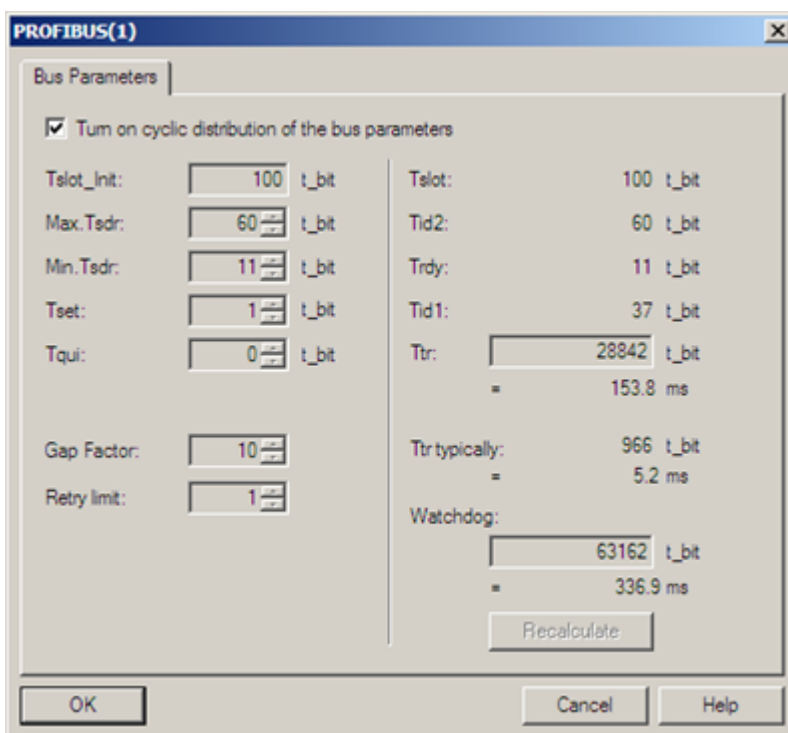 PROFIBUS(1)
Bus Parameters
Turn on cyclic distribution of the bus parameters
Tslot_Init: 100 t_bit
Max.Tsdr: 60 t_bit
Min.Tsdr: 11 t_bit
Tset: 1 t_bit
Tqui: 0 t_bit
Gap Factor: 10
Retry limit: 1
Tslot: 100 t_bit
Tid2: 60 t_bit
Trdy: 11 t_bit
Tid1: 37 t_bit
Ttr: 28842 t_bit
= 153.8 ms
Ttr typically: 966 t_bit
= 5.2 ms
Watchdog:
63162 t_bit
= 336.9 ms
Recalculate
OK Cancel Help